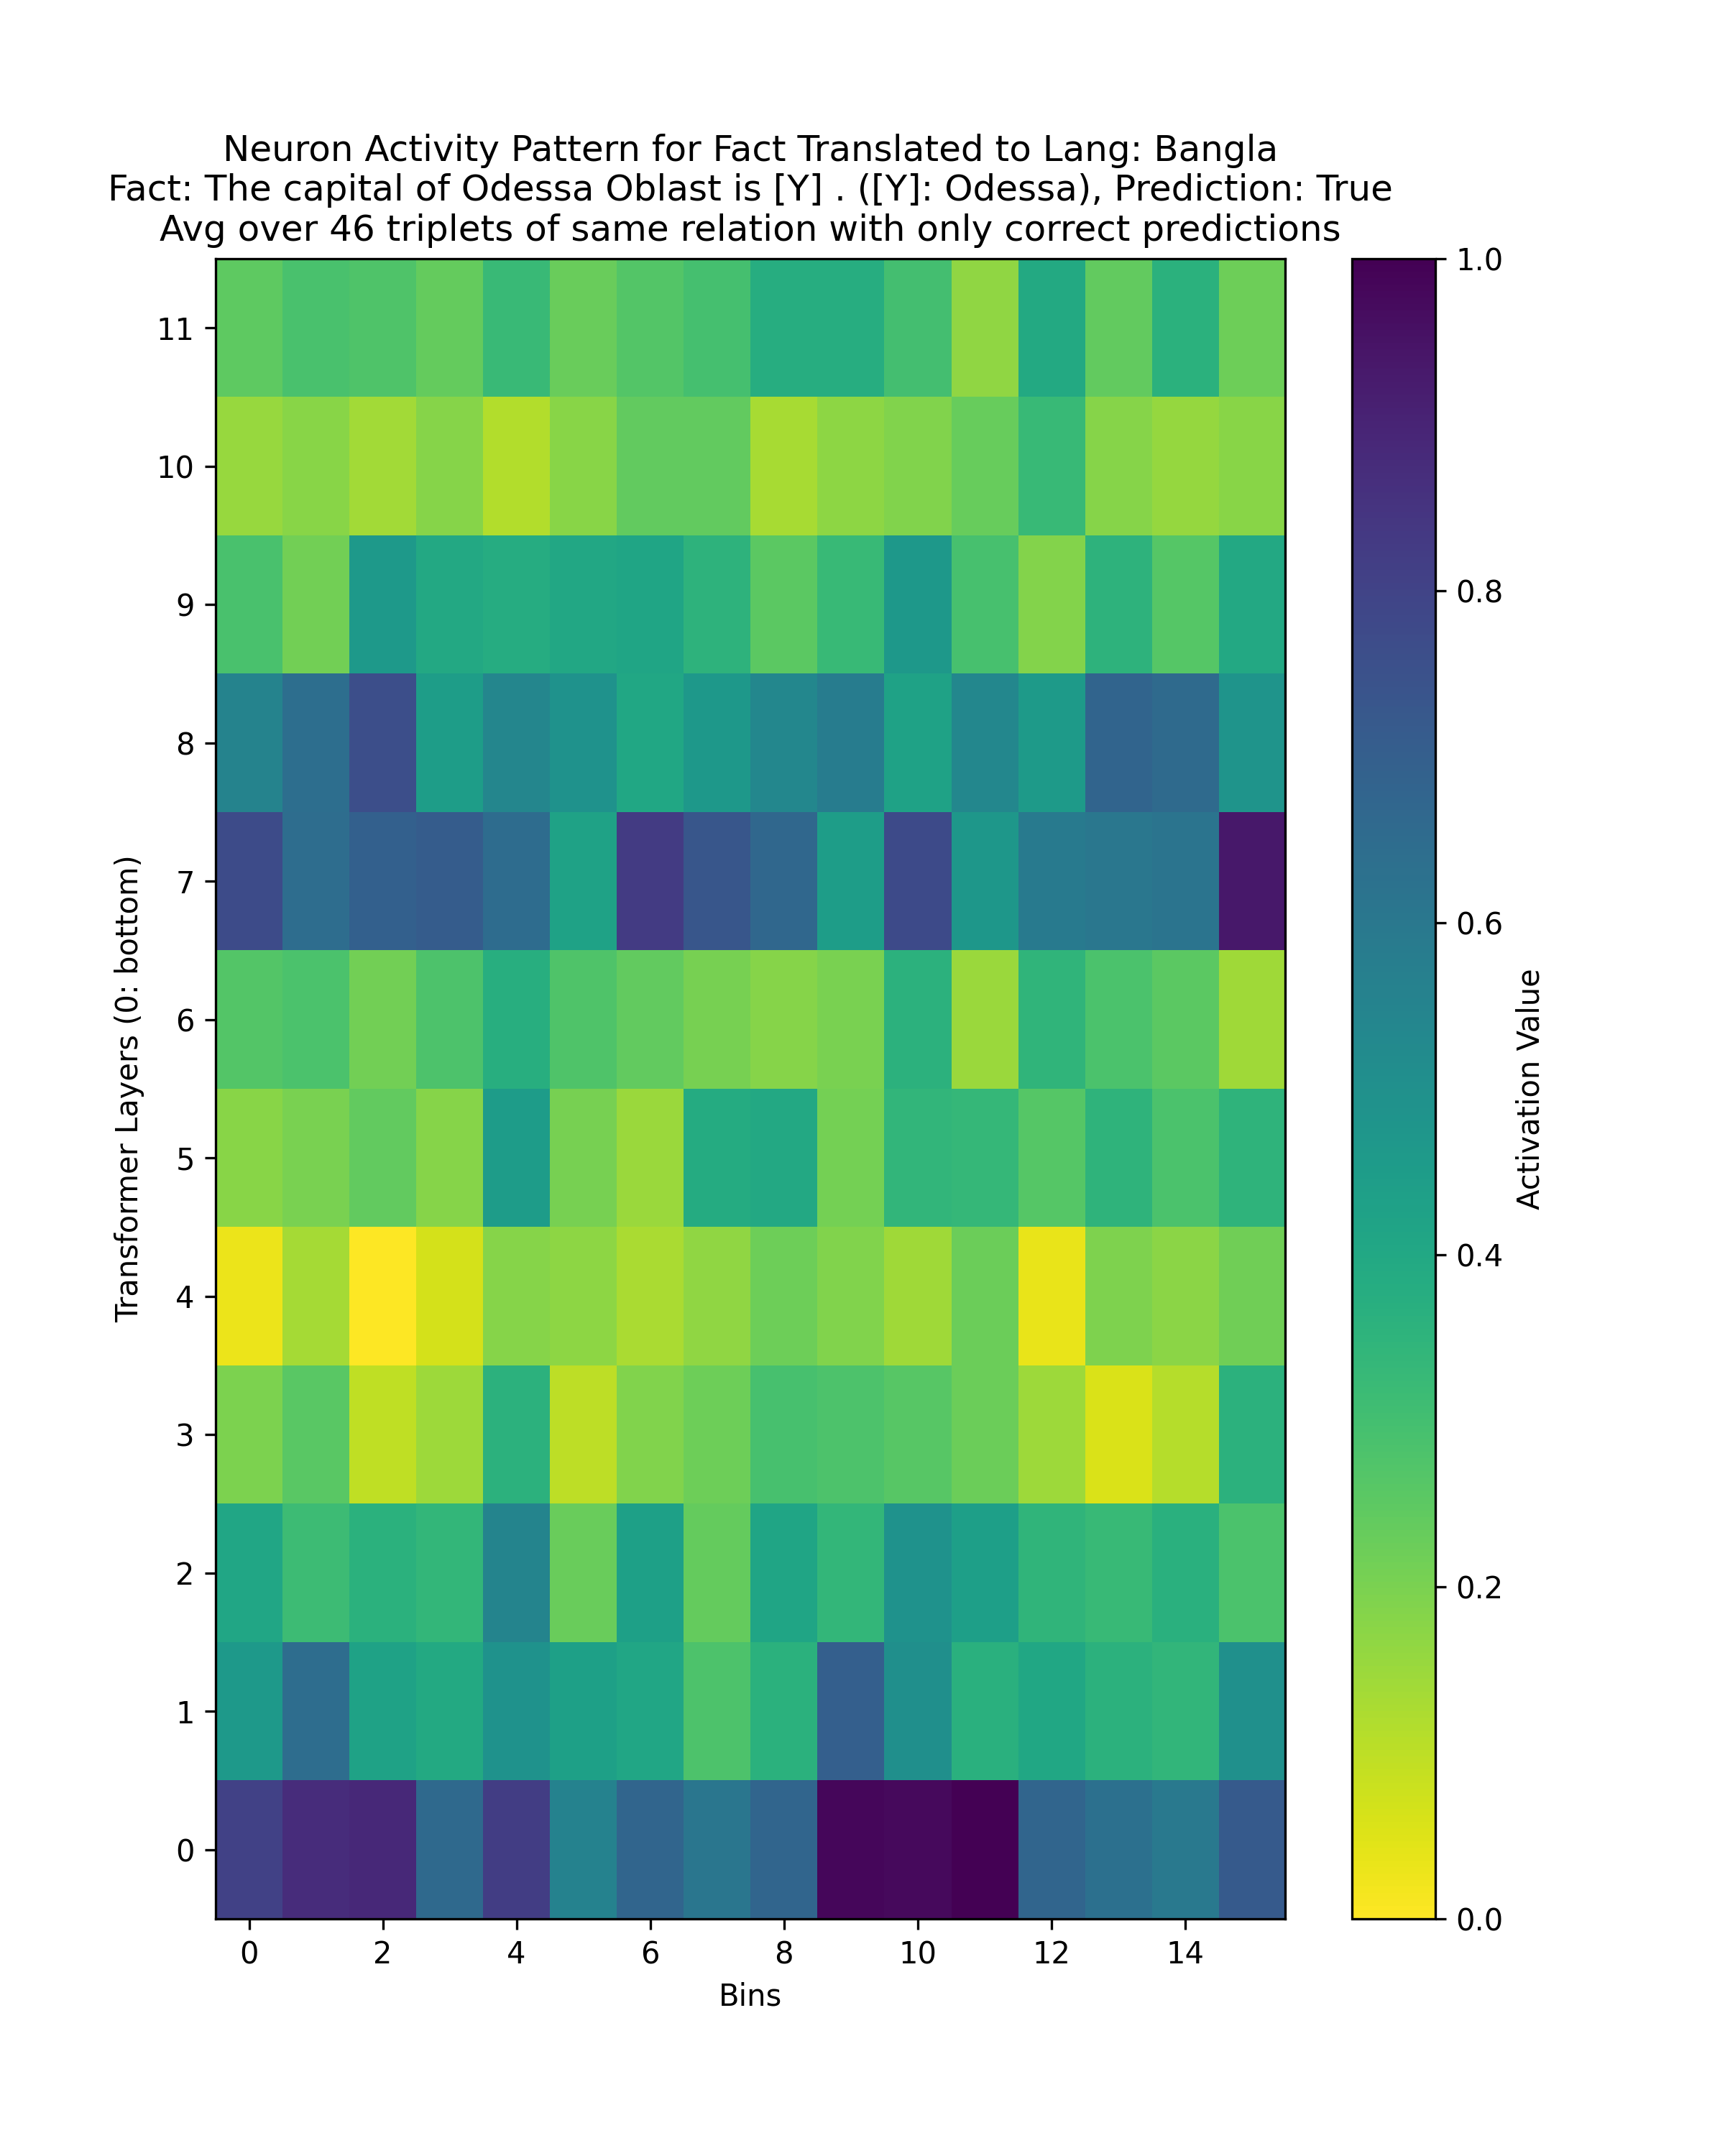 Neuron Activity Pattern for Fact Translated to Lang: Bangla
Fact: The capital of Odessa Oblast is [Y] . ([Y]: Odessa), Prediction: True
Avg over 46 triplets of same relation with only correct predictions
Transformer Layers (0: bottom)
11
10
9
8
7
6
5
4
3
2
1
0
0 2 4 6 8 10 12 14
Bins
1.0
0.8
0.6
0.4
0.2
0.0
Activation Value